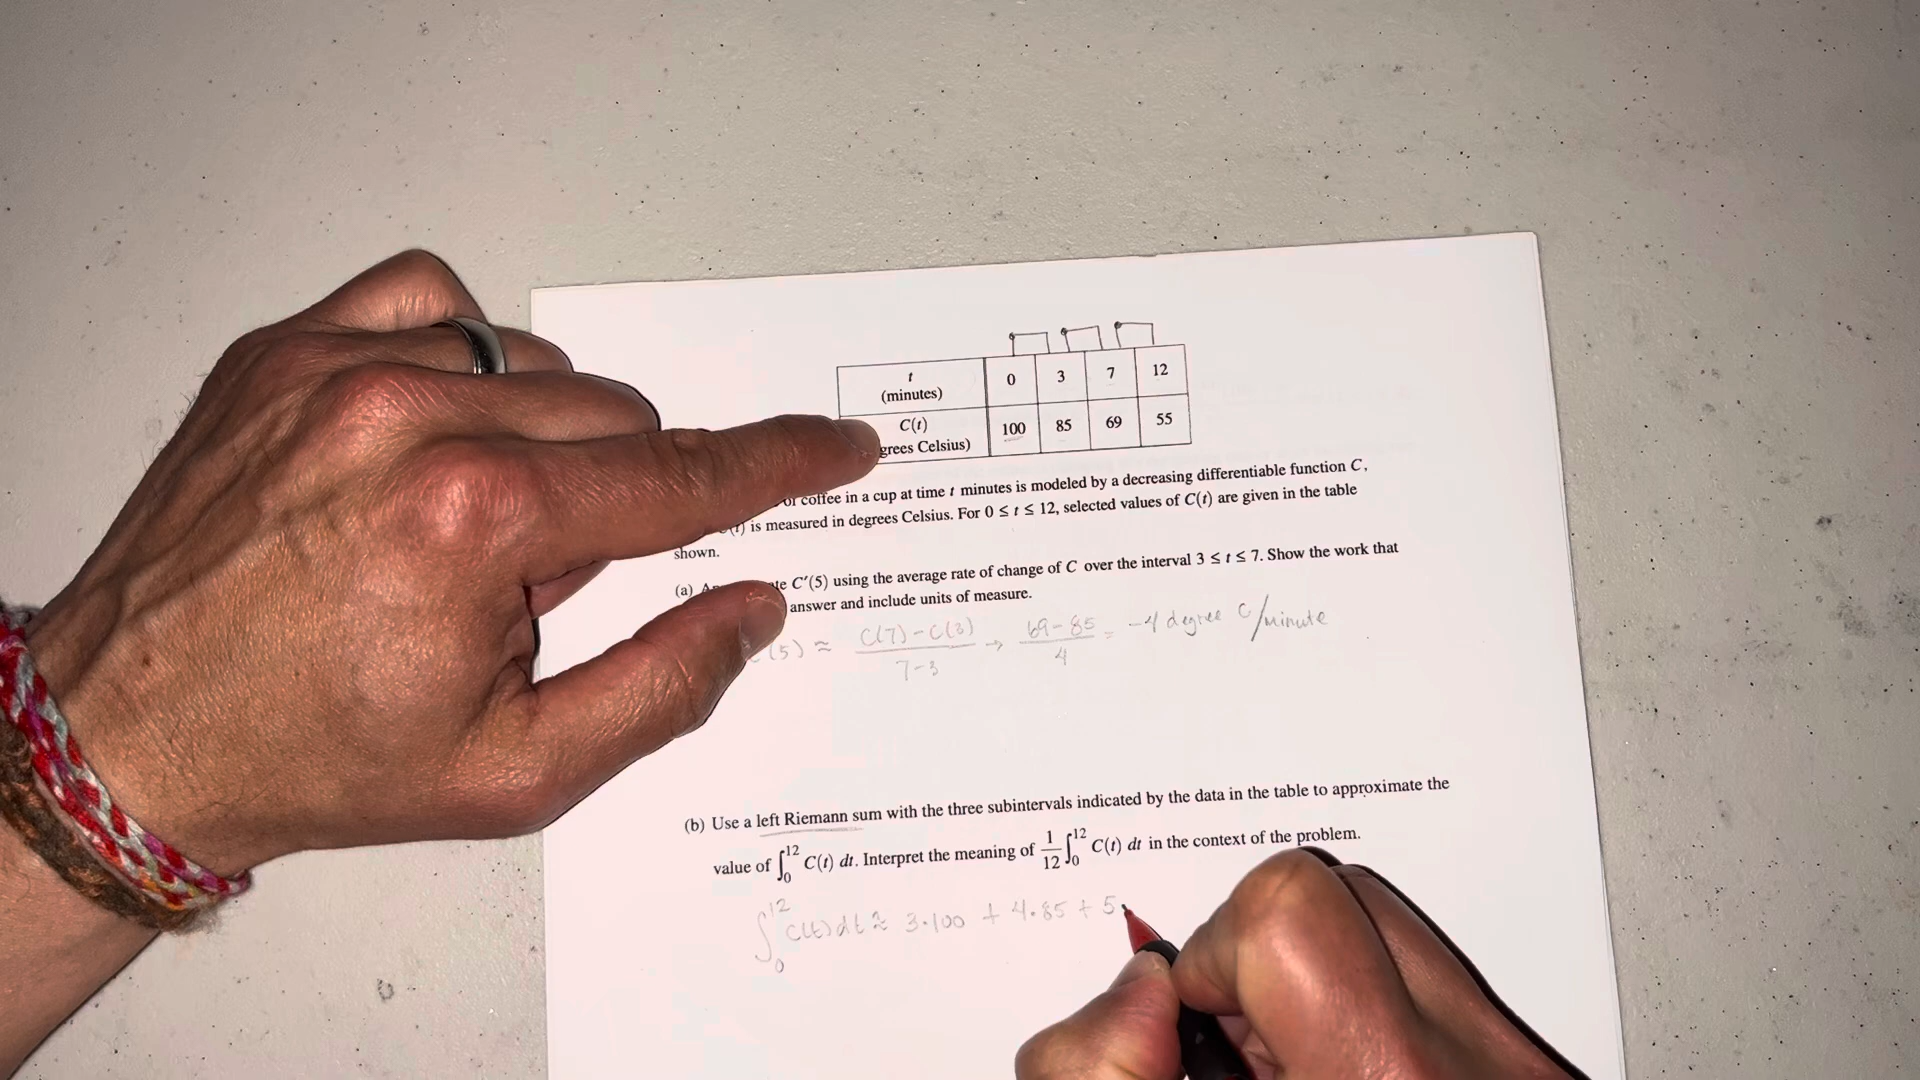 t
(minutes) 0 3 7 12
C(t)
grees Celsius) 100 85 69 55
of coffee in a cup at time t minutes is modeled by a decreasing differentiable function C,
(t) is measured in degrees Celsius. For 0 ≤ t ≤ 12, selected values of C(t) are given in the table
shown.
(a) C′(5) using the average rate of change of C over the interval 3 ≤ t ≤ 7. Show the work that
answer and include units of measure.
(5) ≈ C(7)-C(3) / 7-3 → 69-85 / 4 = -4 degree C/minute
(b) Use a left Riemann sum with the three subintervals indicated by the data in the table to approximate the
value of ∫₀¹² C(t) dt. Interpret the meaning of 1/12 ∫₀¹² C(t) dt in the context of the problem.
∫₀¹² C(t)dt ≈ 3·100 + 4·85 + 5·